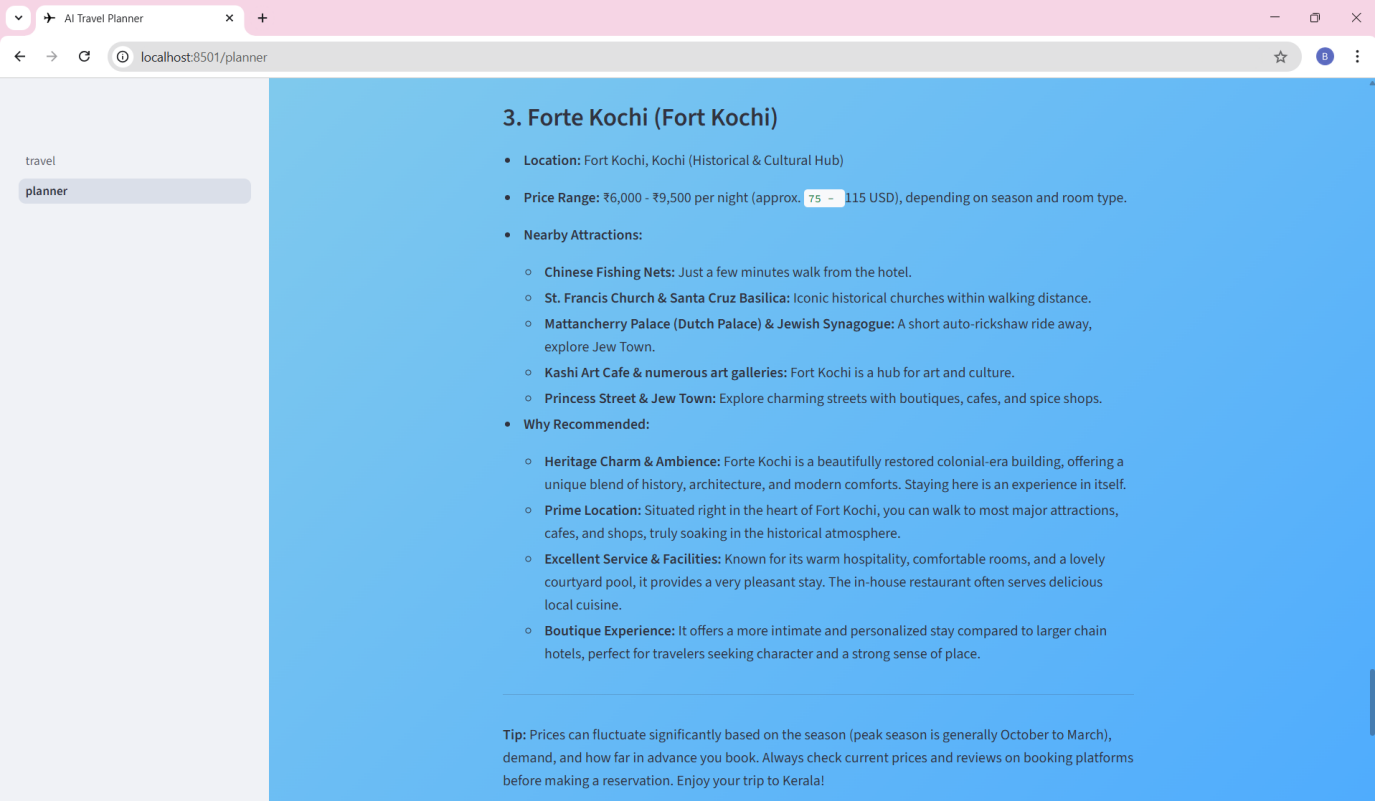 AI Travel Planner
localhost:8501/planner
B
travel
planner
3. Forte Kochi (Fort Kochi)
Location: Fort Kochi, Kochi (Historical & Cultural Hub)
Price Range: ₹6,000 - ₹9,500 per night (approx. 75 - 115 USD), depending on season and room type.
Nearby Attractions:
Chinese Fishing Nets: Just a few minutes walk from the hotel.
St. Francis Church & Santa Cruz Basilica: Iconic historical churches within walking distance.
Mattancherry Palace (Dutch Palace) & Jewish Synagogue: A short auto-rickshaw ride away,
explore Jew Town.
Kashi Art Cafe & numerous art galleries: Fort Kochi is a hub for art and culture.
Princess Street & Jew Town: Explore charming streets with boutiques, cafes, and spice shops.
Why Recommended:
Heritage Charm & Ambience: Forte Kochi is a beautifully restored colonial-era building, offering a
unique blend of history, architecture, and modern comforts. Staying here is an experience in itself.
Prime Location: Situated right in the heart of Fort Kochi, you can walk to most major attractions,
cafes, and shops, truly soaking in the historical atmosphere.
Excellent Service & Facilities: Known for its warm hospitality, comfortable rooms, and a lovely
courtyard pool, it provides a very pleasant stay. The in-house restaurant often serves delicious
local cuisine.
Boutique Experience: It offers a more intimate and personalized stay compared to larger chain
hotels, perfect for travelers seeking character and a strong sense of place.
Tip: Prices can fluctuate significantly based on the season (peak season is generally October to March),
demand, and how far in advance you book. Always check current prices and reviews on booking platforms
before making a reservation. Enjoy your trip to Kerala!